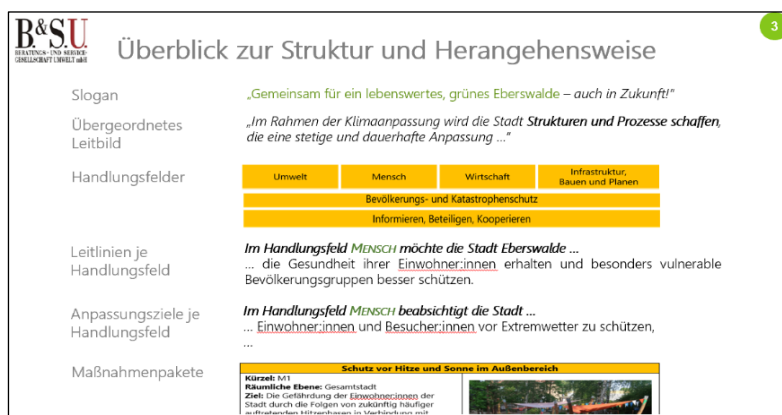 3
B&S.U.
BERATUNGS- UND SERVICE-
GESELLSCHAFT UMWELT mbH
Überblick zur Struktur und Herangehensweise
Slogan
„Gemeinsam für ein lebenswertes, grünes Eberswalde – auch in Zukunft!"
Übergeordnetes
Leitbild
„Im Rahmen der Klimaanpassung wird die Stadt Strukturen und Prozesse schaffen,
die eine stetige und dauerhafte Anpassung ..."
Handlungsfelder
Umwelt
Mensch
Wirtschaft
Infrastruktur,
Bauen und Planen
Bevölkerungs- und Katastrophenschutz
Informieren, Beteiligen, Kooperieren
Leitlinien je
Handlungsfeld
Im Handlungsfeld MENSCH möchte die Stadt Eberswalde ...
... die Gesundheit ihrer Einwohner:innen erhalten und besonders vulnerable
Bevölkerungsgruppen besser schützen.
Anpassungsziele je
Handlungsfeld
Im Handlungsfeld MENSCH beabsichtigt die Stadt ...
... Einwohner:innen und Besucher:innen vor Extremwetter zu schützen,
...
Maßnahmenpakete
Schutz vor Hitze und Sonne im Außenbereich
Kürzel: M1
Räumliche Ebene: Gesamtstadt
Ziel: Die Gefährdung der Einwohner:innen der
Stadt durch die Folgen von zukünftig häufiger
auftretenden Hitzephasen in Verbindung mit